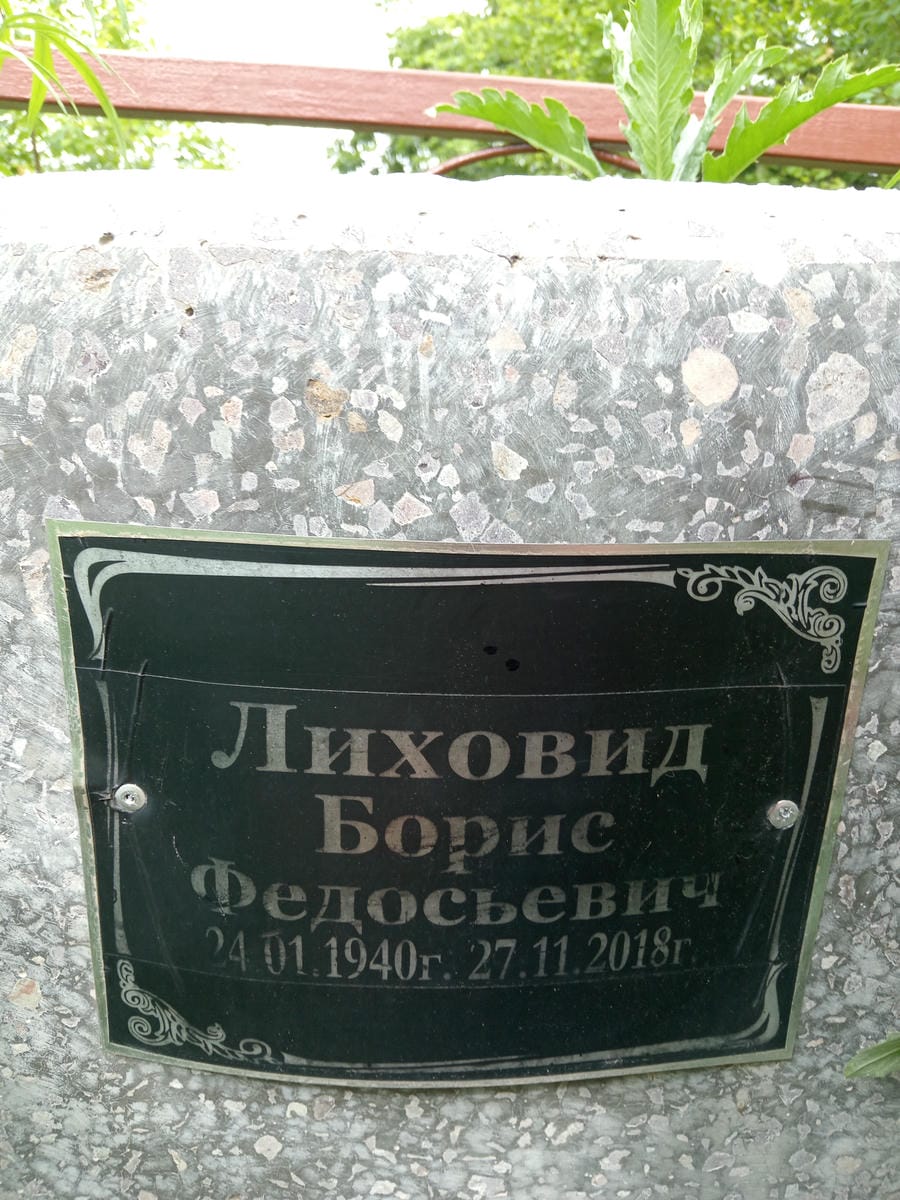 Лиховид
Борис
Федосьевич
24.01.1940г. 27.11.2018г.